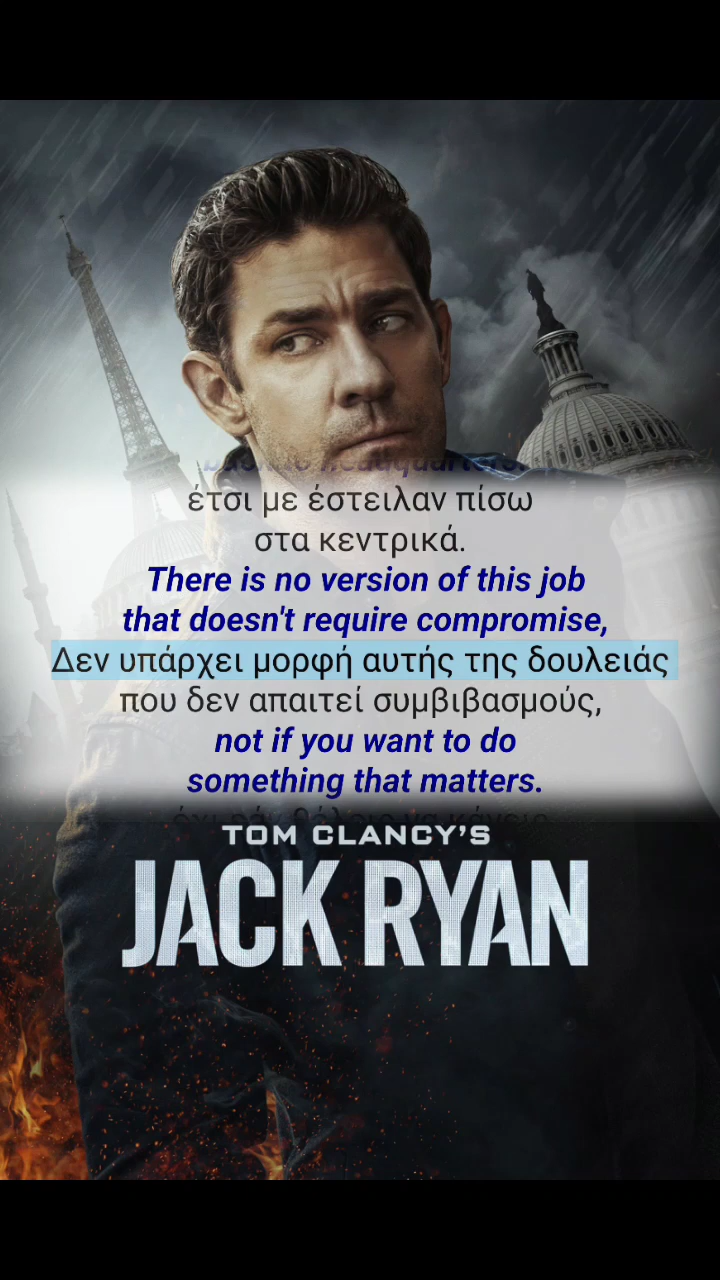 έτσι με έστειλαν πίσω
στα κεντρικά.
There is no version of this job
that doesn't require compromise,
Δεν υπάρχει μορφή αυτής της δουλειάς
που δεν απαιτεί συμβιβασμούς,
not if you want to do
something that matters.
TOM CLANCY'S
JACK RYAN